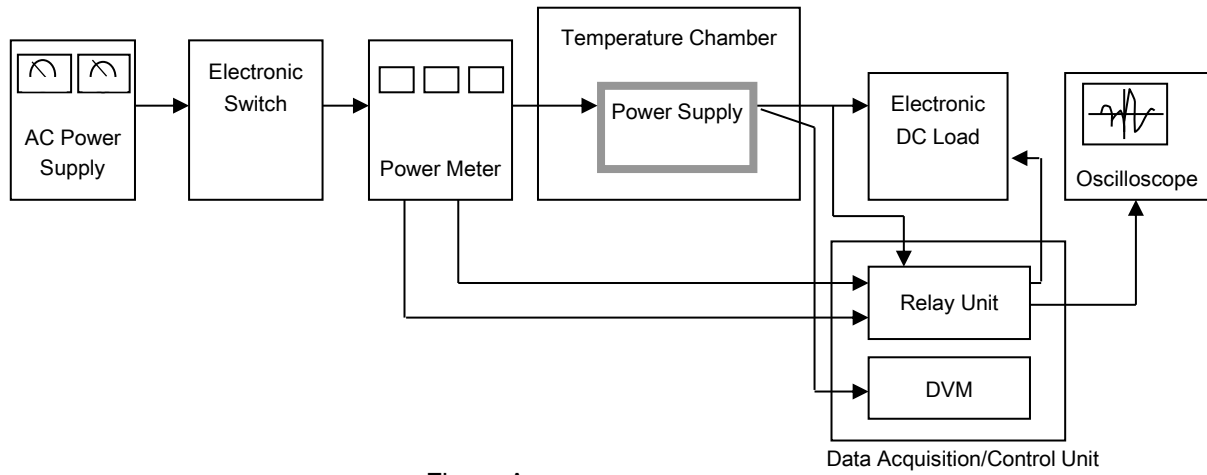 AC Power
Supply
Electronic
Switch
Power Meter
Temperature Chamber
Power Supply
Electronic
DC Load
Oscilloscope
Relay Unit
DVM
Data Acquisition/Control Unit